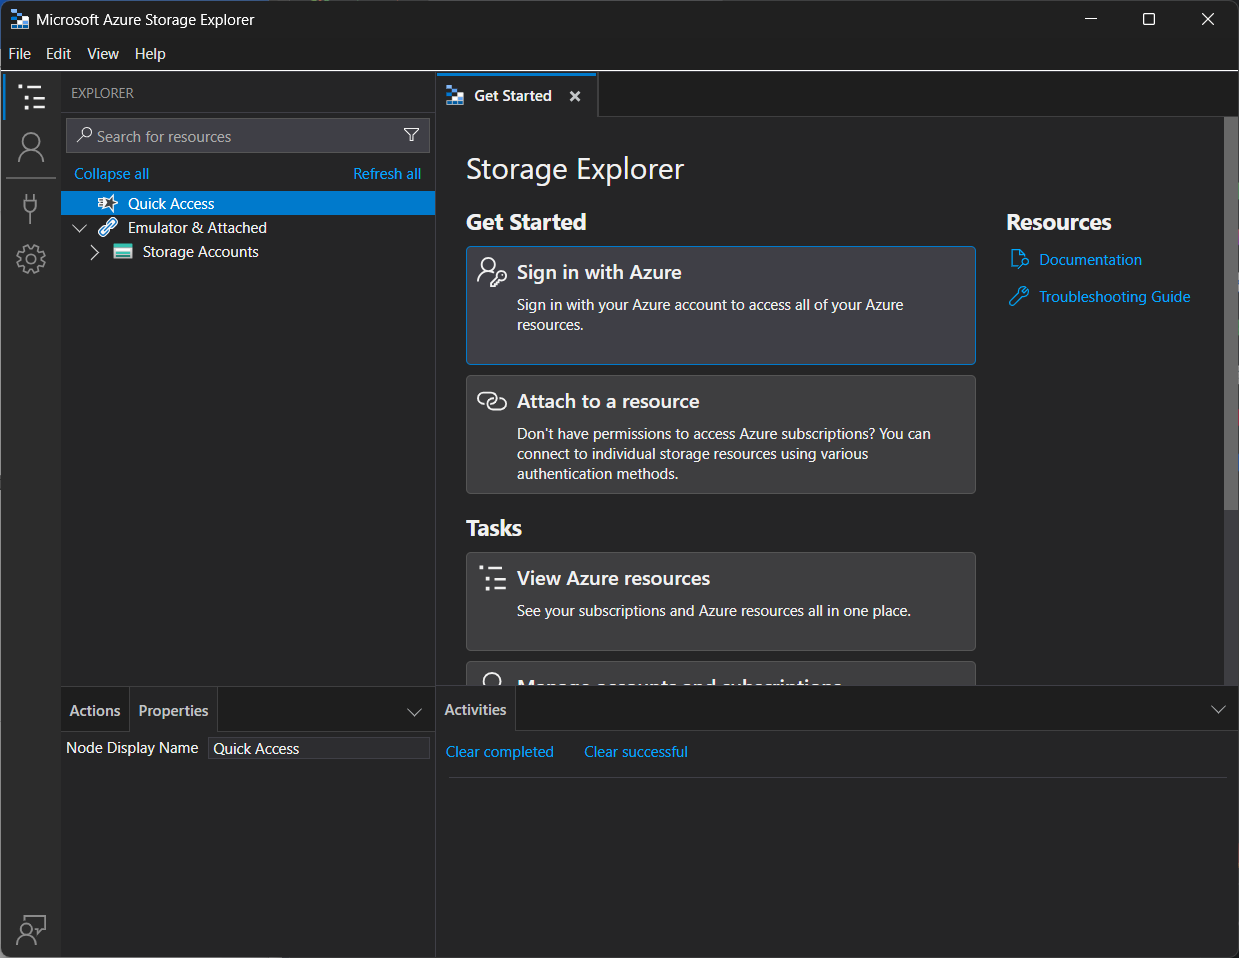 Microsoft Azure Storage Explorer
File Edit View Help
EXPLORER
Search for resources
Collapse all Refresh all
Quick Access
Emulator & Attached
Storage Accounts
Get Started
Storage Explorer
Get Started
Sign in with Azure
Sign in with your Azure account to access all of your Azure
resources.
Attach to a resource
Don't have permissions to access Azure subscriptions? You can
connect to individual storage resources using various
authentication methods.
Tasks
View Azure resources
See your subscriptions and Azure resources all in one place.
Manage accounts and subscriptions
Resources
Documentation
Troubleshooting Guide
Actions Properties
Node Display Name Quick Access
Activities
Clear completed Clear successful